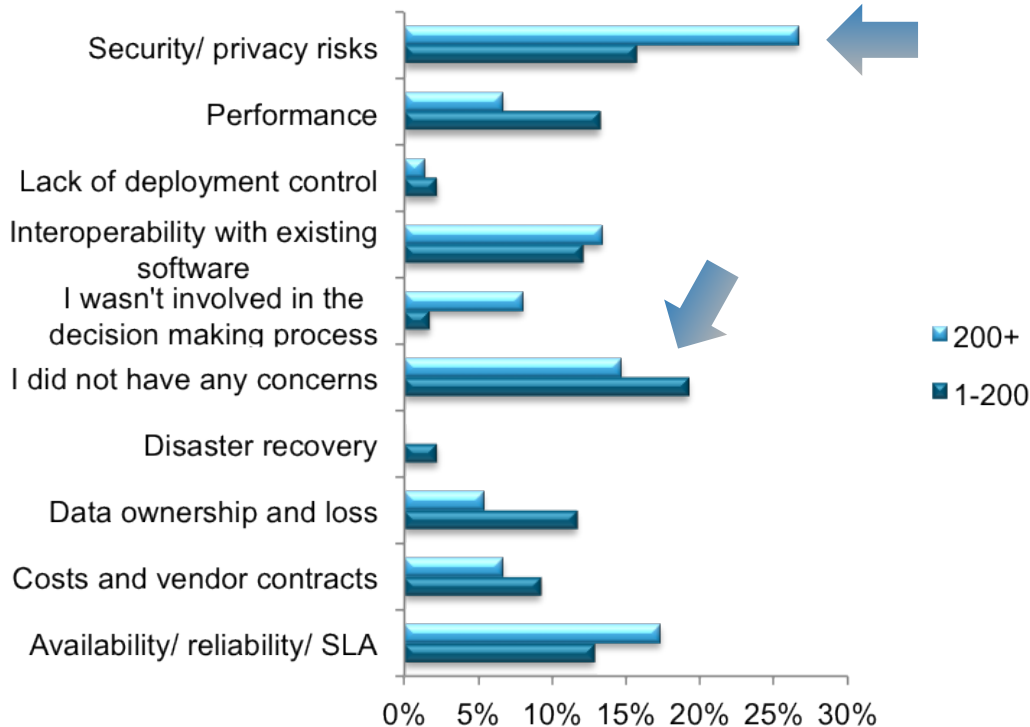 Security/ privacy risks
Performance
Lack of deployment control
Interoperability with existing
software
I wasn't involved in the
decision making process
I did not have any concerns
Disaster recovery
Data ownership and loss
Costs and vendor contracts
Availability/ reliability/ SLA
0% 5% 10% 15% 20% 25% 30%
200+
1-200